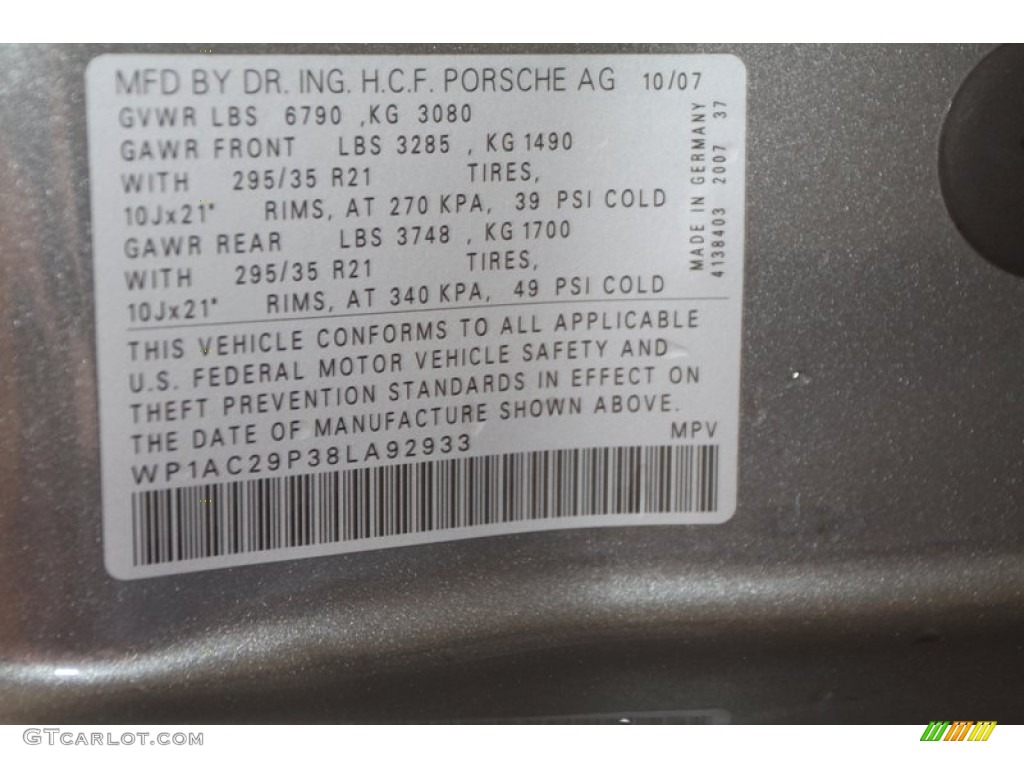 MFD BY DR. ING. H.C.F. PORSCHE AG 10/07
GVWR LBS 6790 ,KG 3080
GAWR FRONT LBS 3285 , KG 1490
WITH 295/35 R21 TIRES,
10Jx21" RIMS, AT 270 KPA, 39 PSI COLD
GAWR REAR LBS 3748 , KG 1700
WITH 295/35 R21 TIRES,
10Jx21" RIMS, AT 340 KPA, 49 PSI COLD
THIS VEHICLE CONFORMS TO ALL APPLICABLE
U.S. FEDERAL MOTOR VEHICLE SAFETY AND
THEFT PREVENTION STANDARDS IN EFFECT ON
THE DATE OF MANUFACTURE SHOWN ABOVE.
WP1AC29P38LA92933 MPV
MADE IN GERMANY
4138403 2007 37
GTCARLOT.COM